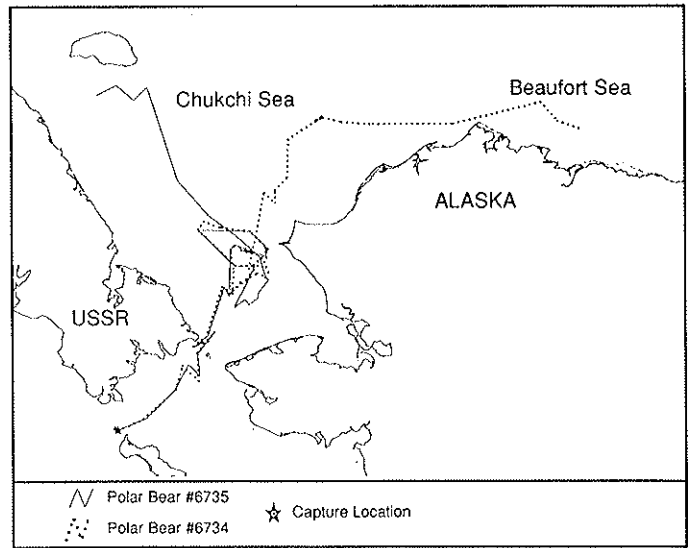 Chukchi Sea
Beaufort Sea
ALASKA
USSR
Polar Bear #6735
Capture Location
Polar Bear #6734